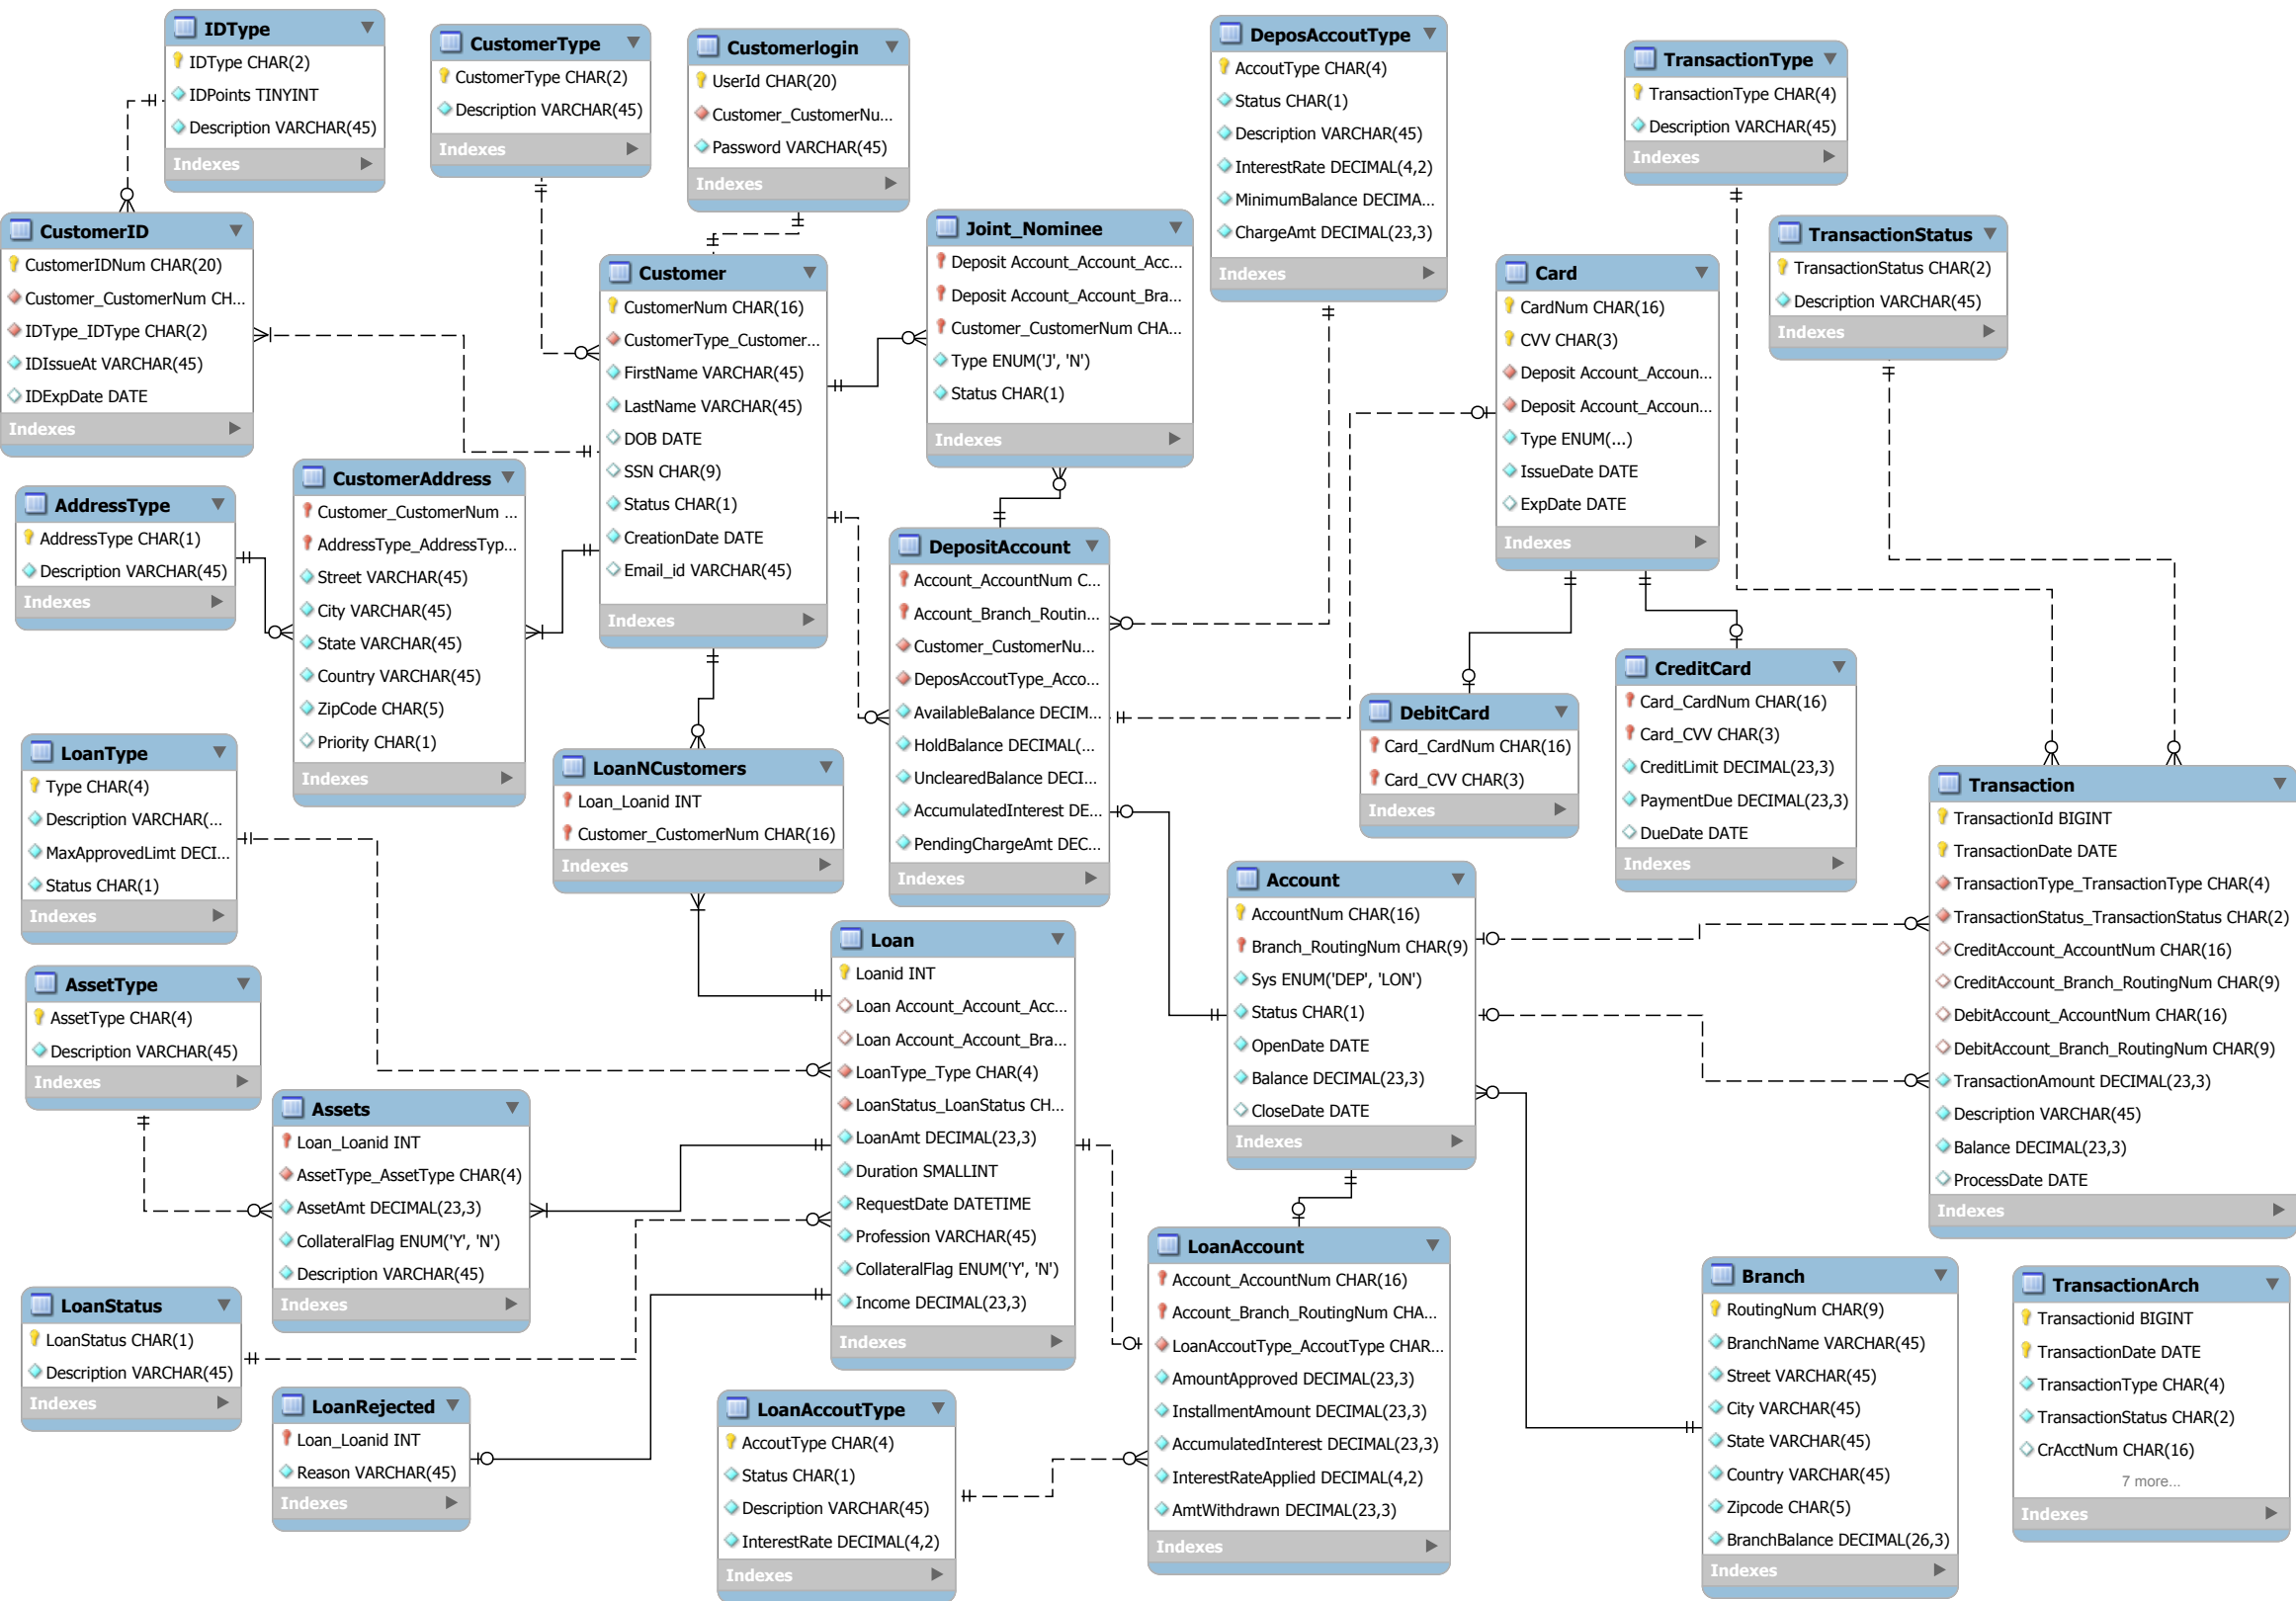 IDType
IDType CHAR(2)
IDPoints TINYINT
Description VARCHAR(45)
Indexes
CustomerType
CustomerType CHAR(2)
Description VARCHAR(45)
Indexes
Customerlogin
UserId CHAR(20)
Customer_CustomerNu...
Password VARCHAR(45)
Indexes
DeposAccoutType
AccoutType CHAR(4)
Status CHAR(1)
Description VARCHAR(45)
InterestRate DECIMAL(4,2)
MinimumBalance DECIMA...
ChargeAmt DECIMAL(23,3)
Indexes
TransactionType
TransactionType CHAR(4)
Description VARCHAR(45)
Indexes
CustomerID
CustomerIDNum CHAR(20)
Customer_CustomerNum CH...
IDType_IDType CHAR(2)
IDIssueAt VARCHAR(45)
IDExpDate DATE
Indexes
Customer
CustomerNum CHAR(16)
CustomerType_Customer...
FirstName VARCHAR(45)
LastName VARCHAR(45)
DOB DATE
SSN CHAR(9)
Status CHAR(1)
CreationDate DATE
Email_id VARCHAR(45)
Indexes
Joint_Nominee
Deposit Account_Account_Acc...
Deposit Account_Account_Bra...
Customer_CustomerNum CHA...
Type ENUM('J', 'N')
Status CHAR(1)
Indexes
Card
CardNum CHAR(16)
CVV CHAR(3)
Deposit Account_Accoun...
Deposit Account_Accoun...
Type ENUM(...)
IssueDate DATE
ExpDate DATE
Indexes
TransactionStatus
TransactionStatus CHAR(2)
Description VARCHAR(45)
Indexes
AddressType
AddressType CHAR(1)
Description VARCHAR(45)
Indexes
CustomerAddress
Customer_CustomerNum ...
AddressType_AddressTyp...
Street VARCHAR(45)
City VARCHAR(45)
State VARCHAR(45)
Country VARCHAR(45)
ZipCode CHAR(5)
Priority CHAR(1)
Indexes
DepositAccount
Account_AccountNum C...
Account_Branch_Routin...
Customer_CustomerNu...
DeposAccoutType_Acco...
AvailableBalance DECIM...
HoldBalance DECIMAL(...
UnclearedBalance DECI...
AccumulatedInterest DE...
PendingChargeAmt DEC...
Indexes
DebitCard
Card_CardNum CHAR(16)
Card_CVV CHAR(3)
Indexes
CreditCard
Card_CardNum CHAR(16)
Card_CVV CHAR(3)
CreditLimit DECIMAL(23,3)
PaymentDue DECIMAL(23,3)
DueDate DATE
Indexes
LoanType
Type CHAR(4)
Description VARCHAR(...
MaxApprovedLimt DECI...
Status CHAR(1)
Indexes
LoanNCustomers
Loan_Loanid INT
Customer_CustomerNum CHAR(16)
Indexes
Transaction
TransactionId BIGINT
TransactionDate DATE
TransactionType_TransactionType CHAR(4)
TransactionStatus_TransactionStatus CHAR(2)
CreditAccount_AccountNum CHAR(16)
CreditAccount_Branch_RoutingNum CHAR(9)
DebitAccount_AccountNum CHAR(16)
DebitAccount_Branch_RoutingNum CHAR(9)
TransactionAmount DECIMAL(23,3)
Description VARCHAR(45)
Balance DECIMAL(23,3)
ProcessDate DATE
Indexes
Account
AccountNum CHAR(16)
Branch_RoutingNum CHAR(9)
Sys ENUM('DEP', 'LON')
Status CHAR(1)
OpenDate DATE
Balance DECIMAL(23,3)
CloseDate DATE
Indexes
Loan
Loanid INT
Loan Account_Account_Acc...
Loan Account_Account_Bra...
LoanType_Type CHAR(4)
LoanStatus_LoanStatus CH...
LoanAmt DECIMAL(23,3)
Duration SMALLINT
RequestDate DATETIME
Profession VARCHAR(45)
CollateralFlag ENUM('Y', 'N')
Income DECIMAL(23,3)
Indexes
AssetType
AssetType CHAR(4)
Description VARCHAR(45)
Indexes
Assets
Loan_Loanid INT
AssetType_AssetType CHAR(4)
AssetAmt DECIMAL(23,3)
CollateralFlag ENUM('Y', 'N')
Description VARCHAR(45)
Indexes
LoanStatus
LoanStatus CHAR(1)
Description VARCHAR(45)
Indexes
LoanRejected
Loan_Loanid INT
Reason VARCHAR(45)
Indexes
LoanAccoutType
AccoutType CHAR(4)
Status CHAR(1)
Description VARCHAR(45)
InterestRate DECIMAL(4,2)
Indexes
LoanAccount
Account_AccountNum CHAR(16)
Account_Branch_RoutingNum CHA...
LoanAccoutType_AccoutType CHAR...
AmountApproved DECIMAL(23,3)
InstallmentAmount DECIMAL(23,3)
AccumulatedInterest DECIMAL(23,3)
InterestRateApplied DECIMAL(4,2)
AmtWithdrawn DECIMAL(23,3)
Indexes
Branch
RoutingNum CHAR(9)
BranchName VARCHAR(45)
Street VARCHAR(45)
City VARCHAR(45)
State VARCHAR(45)
Country VARCHAR(45)
Zipcode CHAR(5)
BranchBalance DECIMAL(26,3)
Indexes
TransactionArch
Transactionid BIGINT
TransactionDate DATE
TransactionType CHAR(4)
TransactionStatus CHAR(2)
CrAcctNum CHAR(16)
7 more...
Indexes